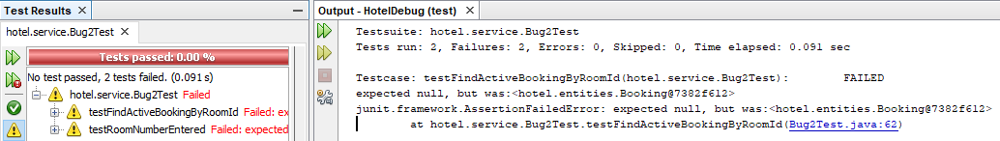 Test Results
hotel.service.Bug2Test
Tests passed: 0.00 %
No test passed, 2 tests failed. (0.091 s)
hotel.service.Bug2Test Failed
testFindActiveBookingByRoomId Failed: ex
testRoomNumberEntered Failed: expected
Output - HotelDebug (test)
Testsuite: hotel.service.Bug2Test
Tests run: 2, Failures: 2, Errors: 0, Skipped: 0, Time elapsed: 0.091 sec
Testcase: testFindActiveBookingByRoomId(hotel.service.Bug2Test): FAILED
expected null, but was:<hotel.entities.Booking@7382f612>
junit.framework.AssertionFailedError: expected null, but was:<hotel.entities.Booking@7382f612>
at hotel.service.Bug2Test.testFindActiveBookingByRoomId(Bug2Test.java:62)